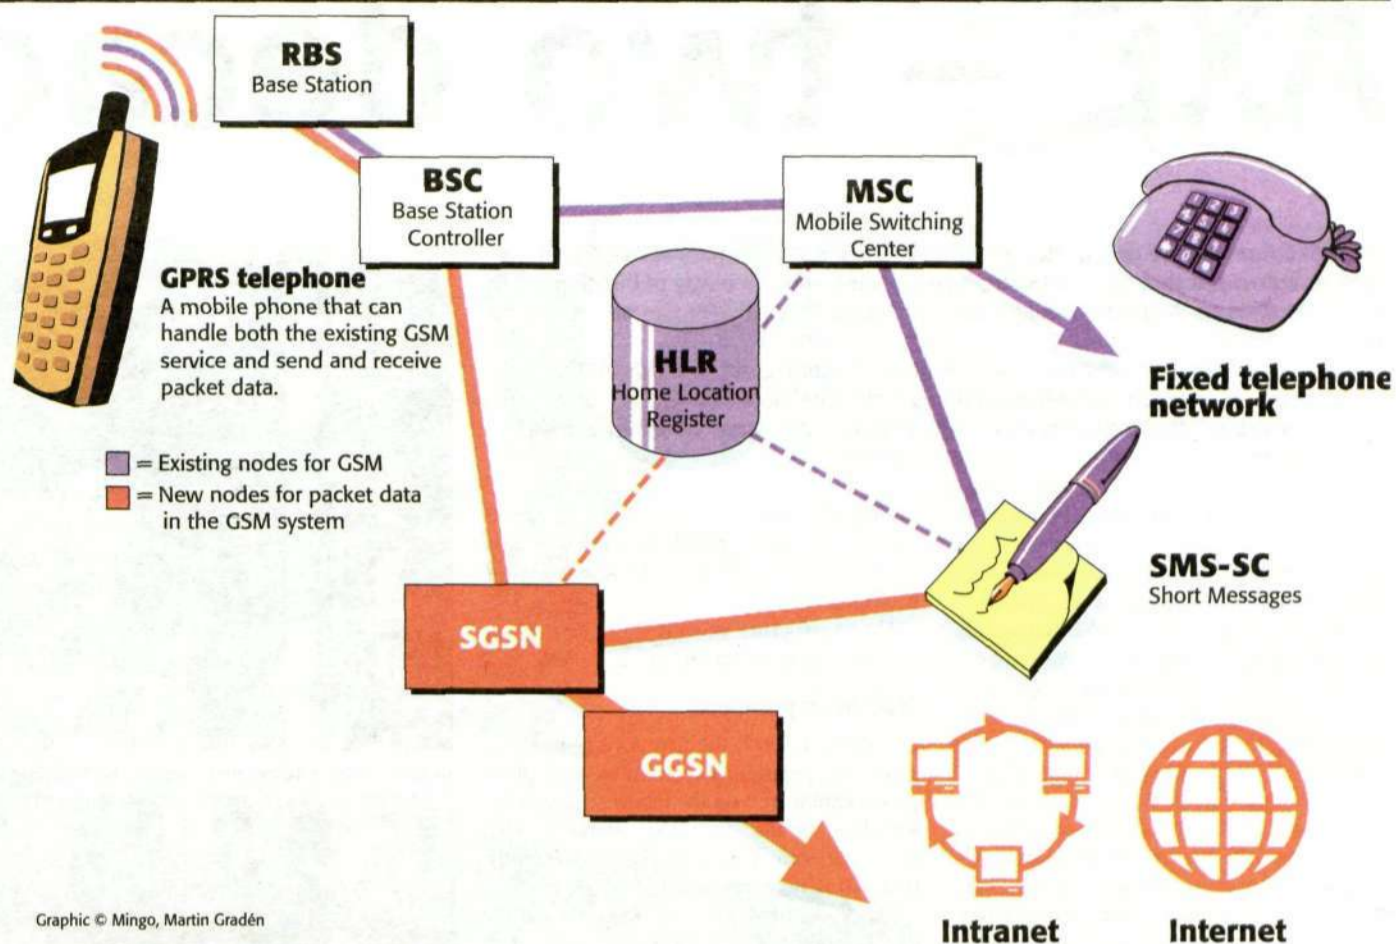 RBS
Base Station
BSC
Base Station
Controller
MSC
Mobile Switching
Center
GPRS telephone
A mobile phone that can
handle both the existing GSM
service and send and receive
packet data.
HLR
Home Location
Register
Fixed telephone
network
= Existing nodes for GSM
= New nodes for packet data
in the GSM system
SGSN
SMS-SC
Short Messages
GGSN
Intranet
Internet
Graphic © Mingo, Martin Gradén